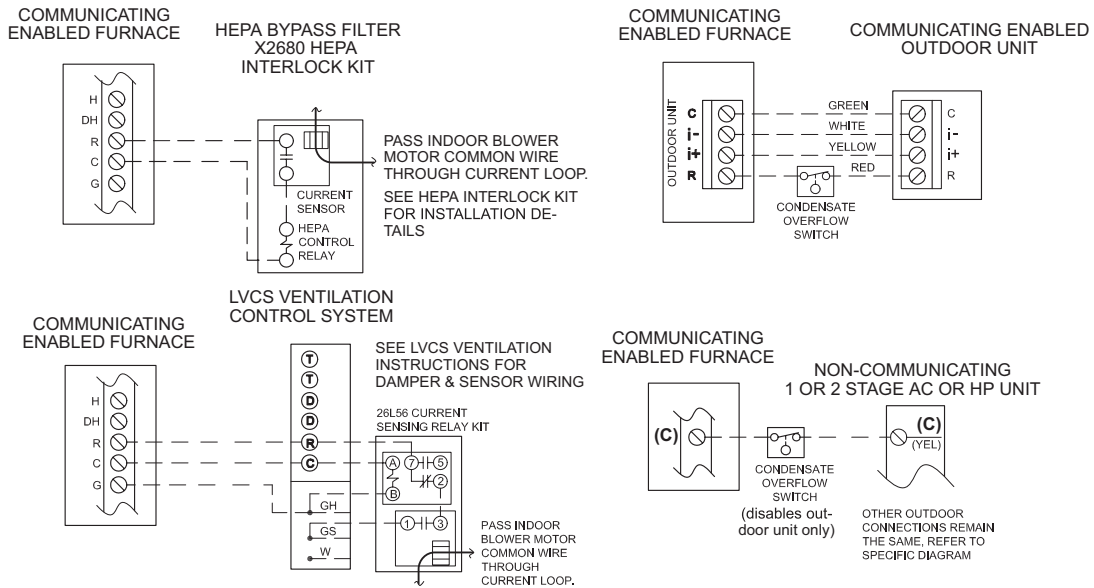 COMMUNICATING
ENABLED FURNACE
H
DH
R
C
G
HEPA BYPASS FILTER
X2680 HEPA
INTERLOCK KIT
CURRENT
SENSOR
HEPA
CONTROL
RELAY
PASS INDOOR BLOWER
MOTOR COMMON WIRE
THROUGH CURRENT LOOP.
SEE HEPA INTERLOCK KIT
FOR INSTALLATION DE-
TAILS
COMMUNICATING
ENABLED FURNACE
OUTDOOR UNIT
C
i-
i+
R
GREEN
WHITE
YELLOW
RED
CONDENSATE
OVERFLOW
SWITCH
COMMUNICATING ENABLED
OUTDOOR UNIT
C
i-
i+
R
COMMUNICATING
ENABLED FURNACE
H
DH
R
C
G
LVCS VENTILATION
CONTROL SYSTEM
T
T
D
D
R
C
GH
GS
W
SEE LVCS VENTILATION
INSTRUCTIONS FOR
DAMPER & SENSOR WIRING
26L56 CURRENT
SENSING RELAY KIT
A 7 5
B 2
1 3
PASS INDOOR
BLOWER MOTOR
COMMON WIRE
THROUGH
CURRENT LOOP.
COMMUNICATING
ENABLED FURNACE
(C)
CONDENSATE
OVERFLOW
SWITCH
(disables out-
door unit only)
NON-COMMUNICATING
1 OR 2 STAGE AC OR HP UNIT
(C)
(YEL)
OTHER OUTDOOR
CONNECTIONS REMAIN
THE SAME, REFER TO
SPECIFIC DIAGRAM